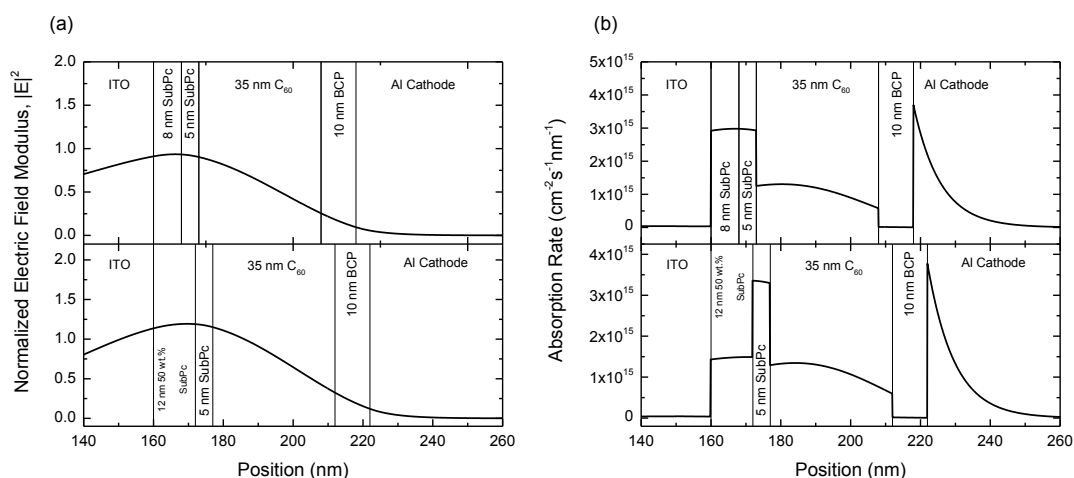 (a)
(b)
Normalized Electric Field Modulus, |E|²
2.0
1.5
1.0
0.5
0.0
ITO
8 nm SubPc
5 nm SubPc
35 nm C₆₀
10 nm BCP
Al Cathode
2.0
1.5
1.0
0.5
0.0
ITO
12 nm 50 wt.%
SubPc
5 nm SubPc
35 nm C₆₀
10 nm BCP
Al Cathode
140 160 180 200 220 240 260
Position (nm)
Absorption Rate (cm⁻²s⁻¹nm⁻¹)
5x10¹⁵
4x10¹⁵
3x10¹⁵
2x10¹⁵
1x10¹⁵
0
ITO
8 nm SubPc
5 nm SubPc
35 nm C₆₀
10 nm BCP
Al Cathode
4x10¹⁵
3x10¹⁵
2x10¹⁵
1x10¹⁵
0
ITO
12 nm 50 wt.%
SubPc
5 nm SubPc
35 nm C₆₀
10 nm BCP
Al Cathode
140 160 180 200 220 240 260
Position (nm)